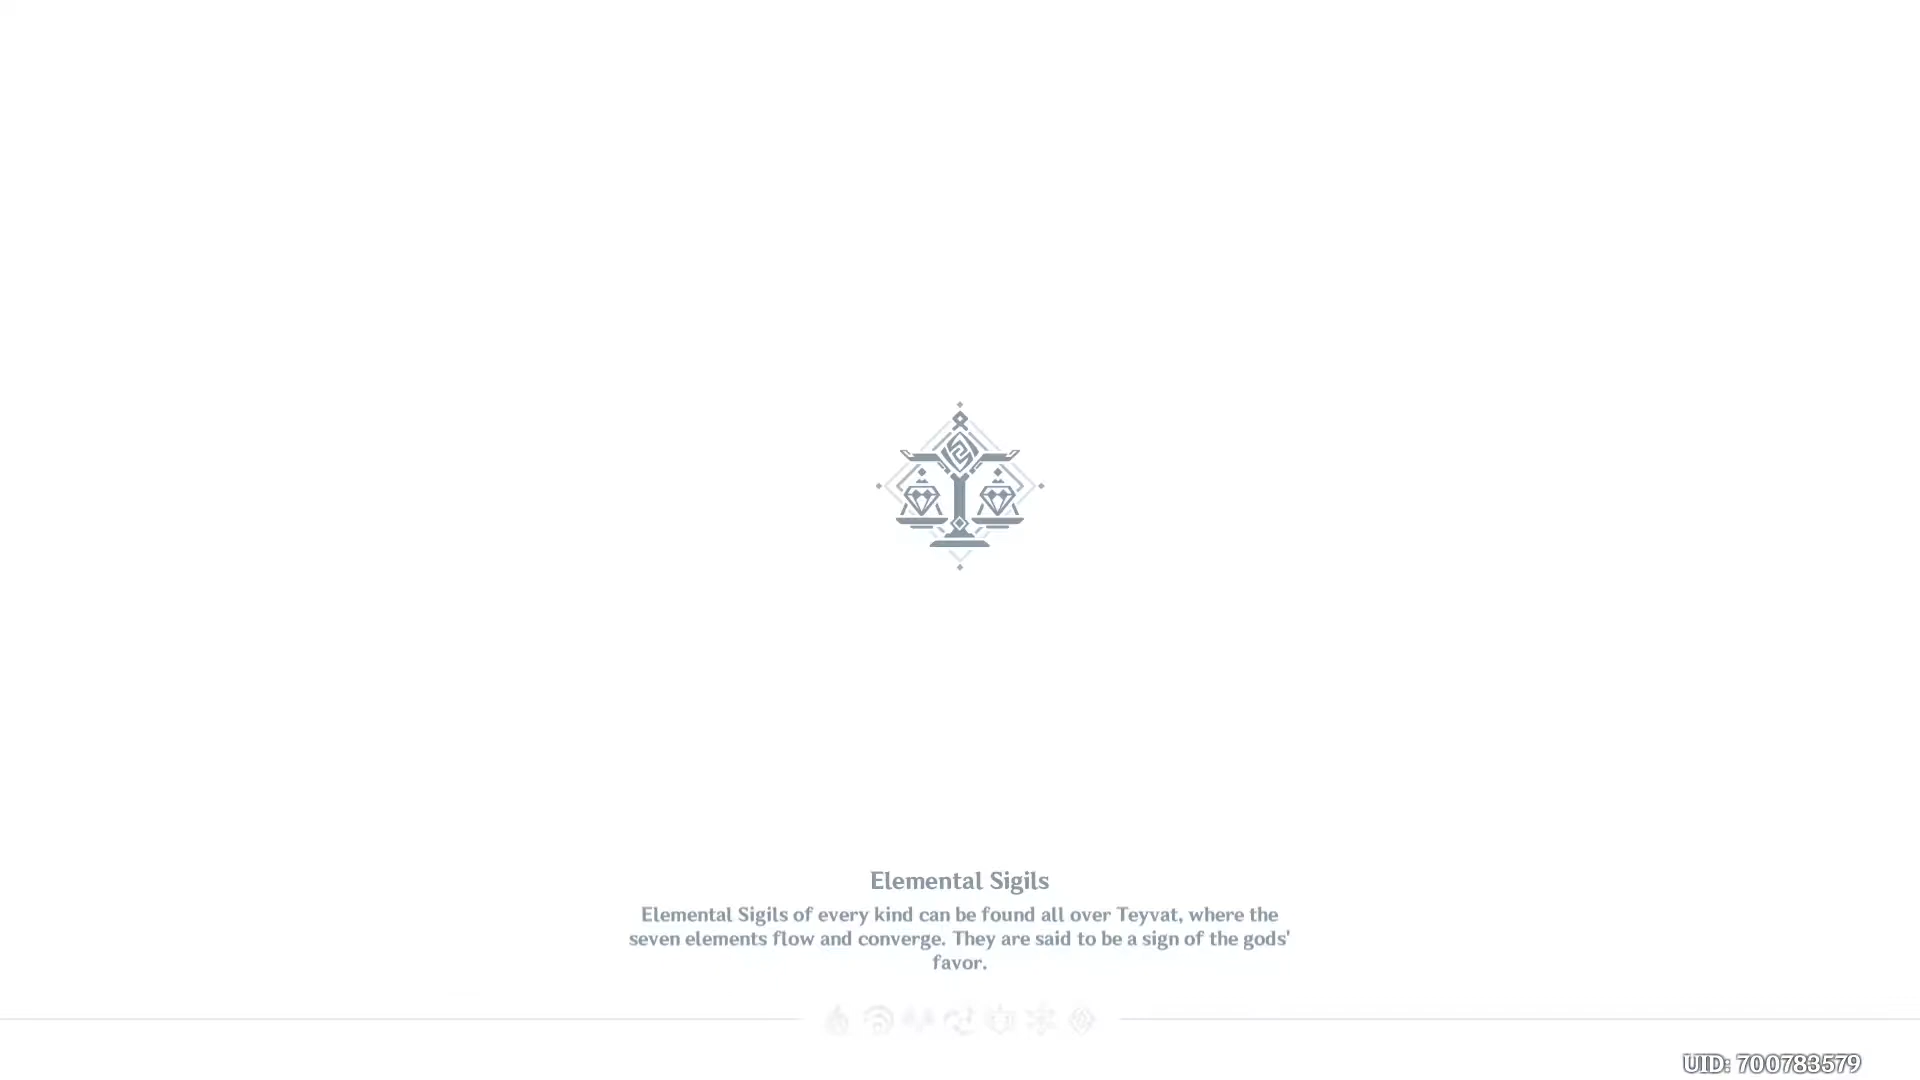 Elemental Sigils
Elemental Sigils of every kind can be found all over Teyvat, where the
seven elements flow and converge. They are said to be a sign of the gods'
favor.
UID: 700783579